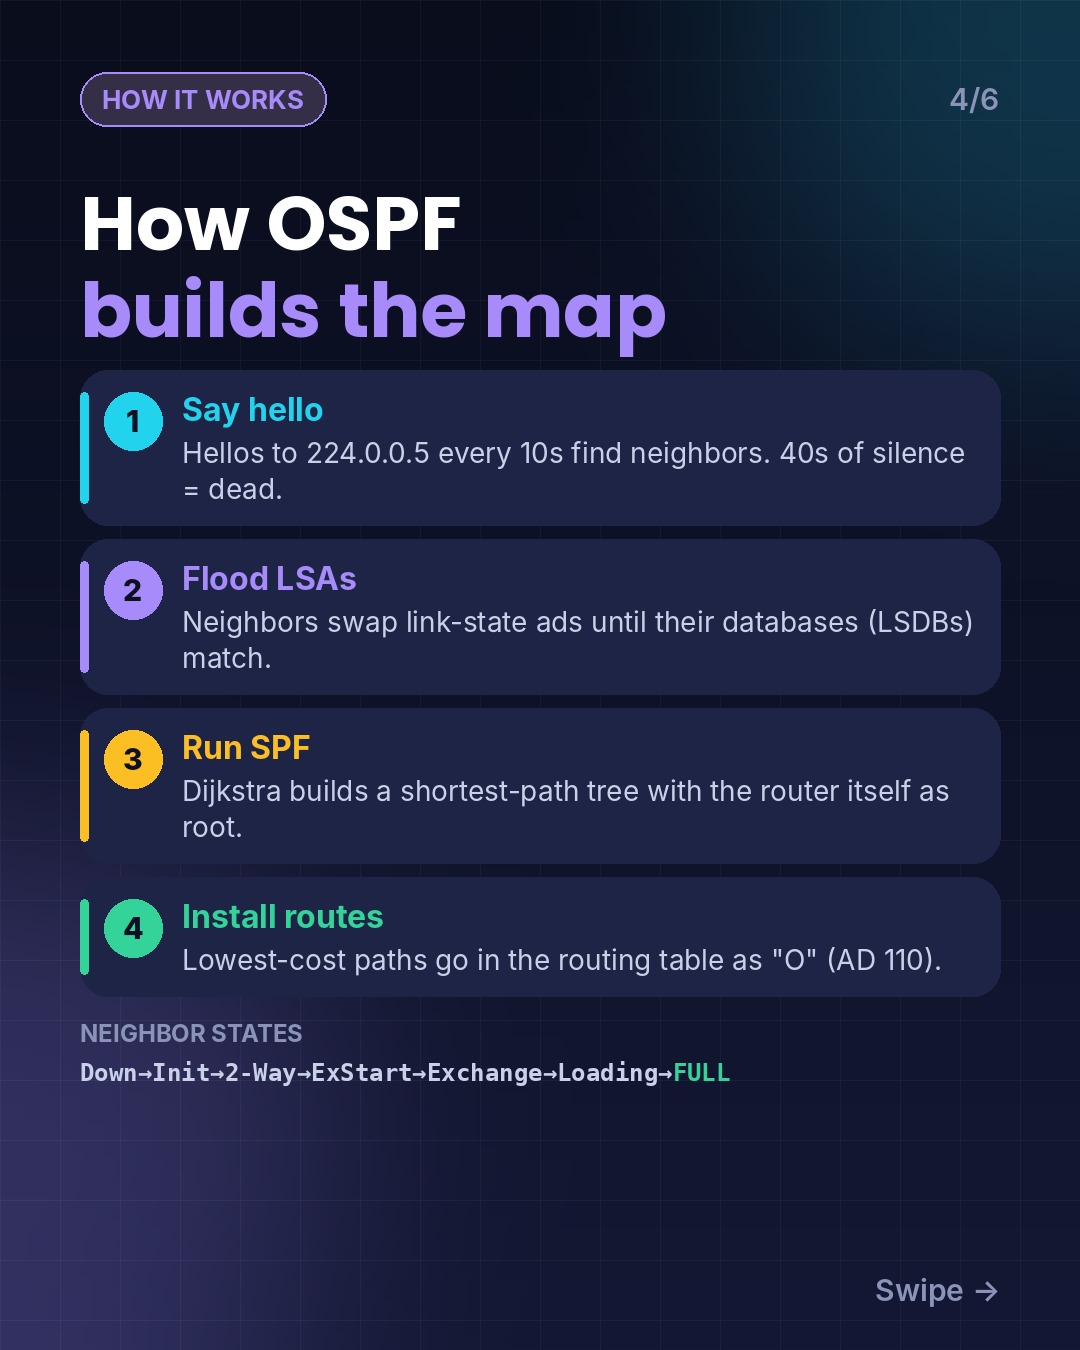 HOW IT WORKS
4/6
How OSPF
builds the map
1
Say hello
Hellos to 224.0.0.5 every 10s find neighbors. 40s of silence
= dead.
2
Flood LSAs
Neighbors swap link-state ads until their databases (LSDBs)
match.
3
Run SPF
Dijkstra builds a shortest-path tree with the router itself as
root.
4
Install routes
Lowest-cost paths go in the routing table as "O" (AD 110).
NEIGHBOR STATES
Down→Init→2-Way→ExStart→Exchange→Loading→FULL
Swipe →